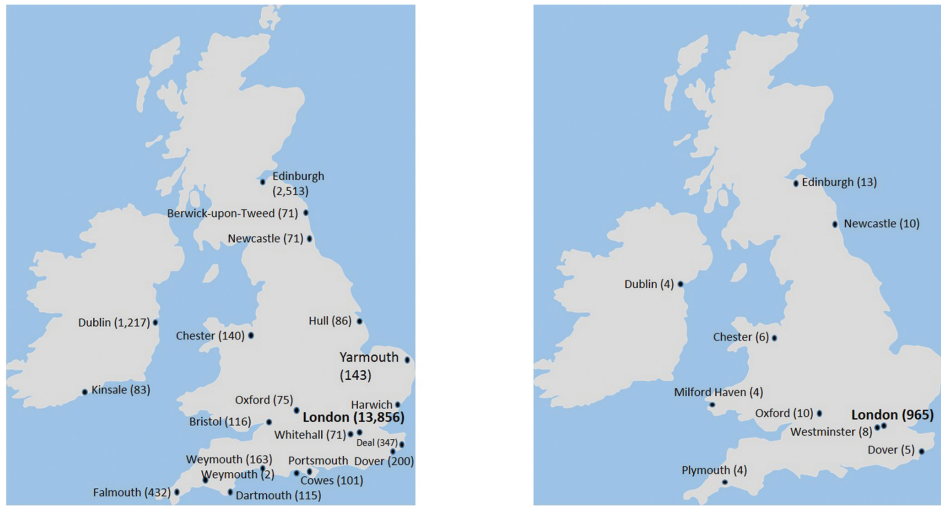 Edinburgh
(2,513)
Berwick-upon-Tweed (71)
Newcastle (71)
Dublin (1,217)
Hull (86)
Chester (140)
Yarmouth
(143)
Kinsale (83)
Oxford (75)
Harwich
London (13,856)
Bristol (116)
Whitehall (71)
Deal (347)
Weymouth (163)
Portsmouth
Dover (200)
Weymouth (2)
Cowes (101)
Falmouth (432)
Dartmouth (115)
Edinburgh (13)
Newcastle (10)
Dublin (4)
Chester (6)
Milford Haven (4)
Oxford (10)
London (965)
Westminster (8)
Dover (5)
Plymouth (4)